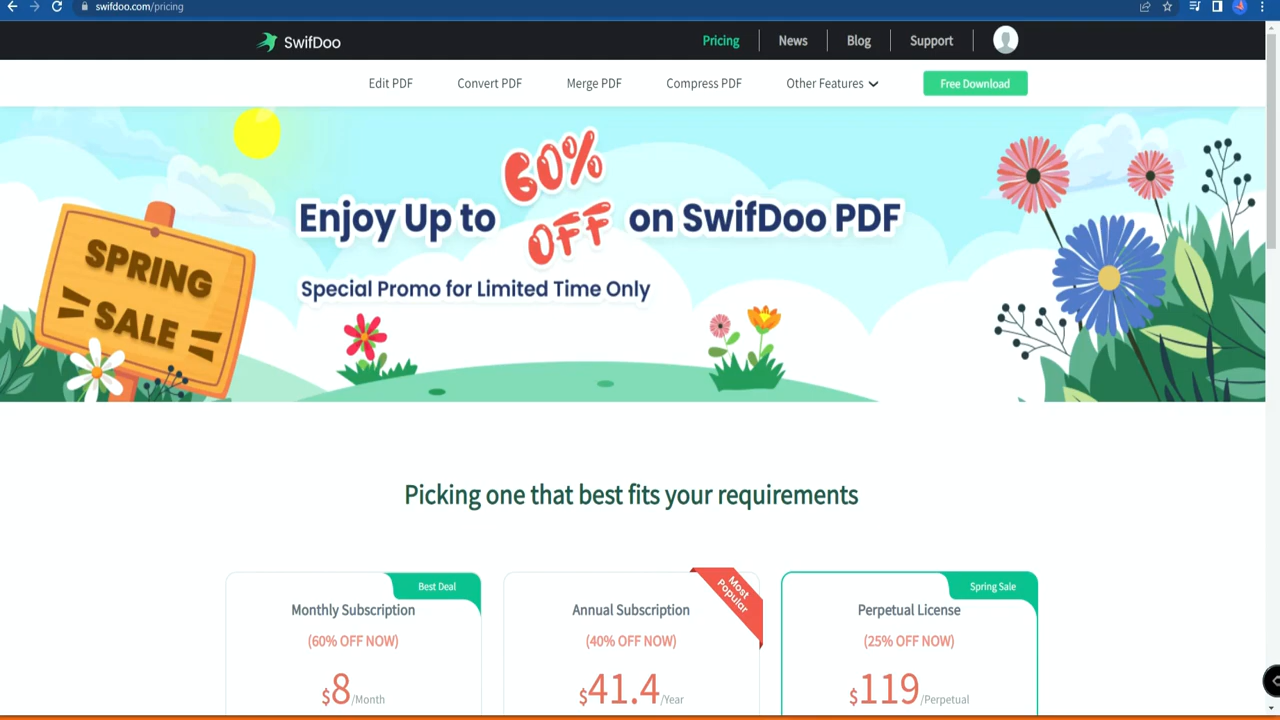 swifdoo.com/pricing
SwifDoo
Pricing
News
Blog
Support
Edit PDF
Convert PDF
Merge PDF
Compress PDF
Other Features
Free Download
SPRING
SALE
Enjoy Up to 60% OFF on SwifDoo PDF
Special Promo for Limited Time Only
Picking one that best fits your requirements
Best Deal
Monthly Subscription
(60% OFF NOW)
$8/Month
Most
Popular
Annual Subscription
(40% OFF NOW)
$41.4/Year
Spring Sale
Perpetual License
(25% OFF NOW)
$119/Perpetual